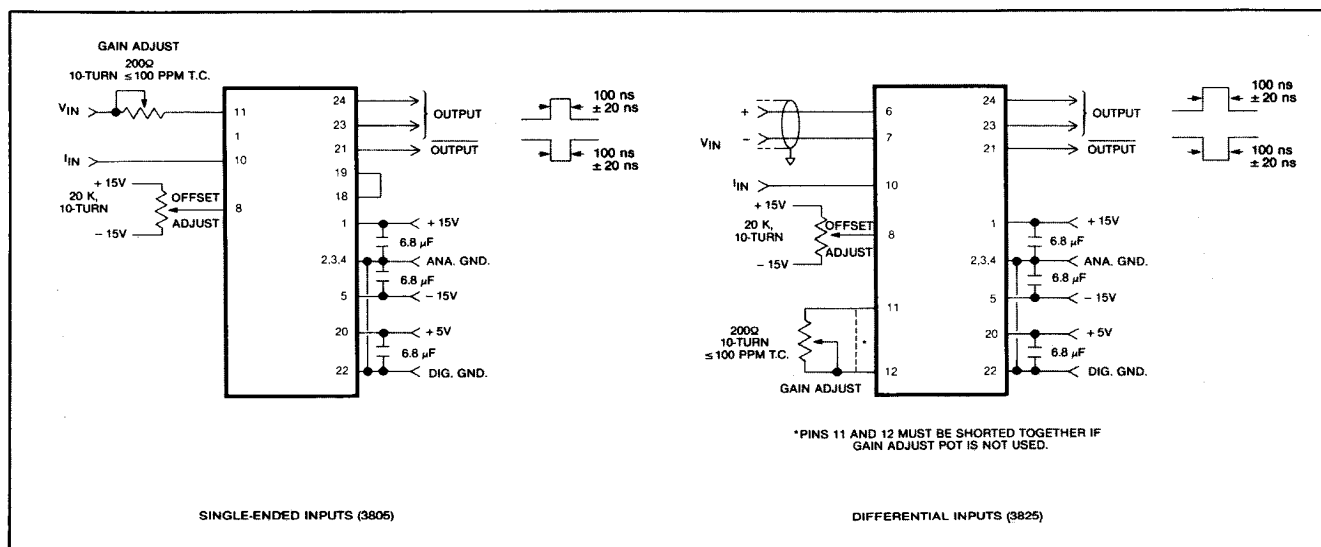 GAIN ADJUST
200Ω
10-TURN ≤ 100 PPM T.C.
VIN
IIN
+ 15V
20 K,
10-TURN
OFFSET
ADJUST
− 15V
11
1
10
8
24
23
21
19
18
1
2,3,4
5
20
22
OUTPUT
OUTPUT
+ 15V
6.8 µF
ANA. GND.
6.8 µF
− 15V
+ 5V
6.8 µF
DIG. GND.
100 ns
± 20 ns
100 ns
± 20 ns
SINGLE-ENDED INPUTS (3805)
+
VIN
−
IIN
+ 15V
20 K,
10-TURN
OFFSET
ADJUST
− 15V
200Ω
10-TURN
≤ 100 PPM T.C.
*
GAIN ADJUST
6
7
10
8
11
12
24
23
21
1
2,3,4
5
20
22
OUTPUT
OUTPUT
+ 15V
6.8 µF
ANA. GND.
6.8 µF
− 15V
+ 5V
6.8 µF
DIG. GND.
100 ns
± 20 ns
100 ns
± 20 ns
*PINS 11 AND 12 MUST BE SHORTED TOGETHER IF
GAIN ADJUST POT IS NOT USED.
DIFFERENTIAL INPUTS (3825)